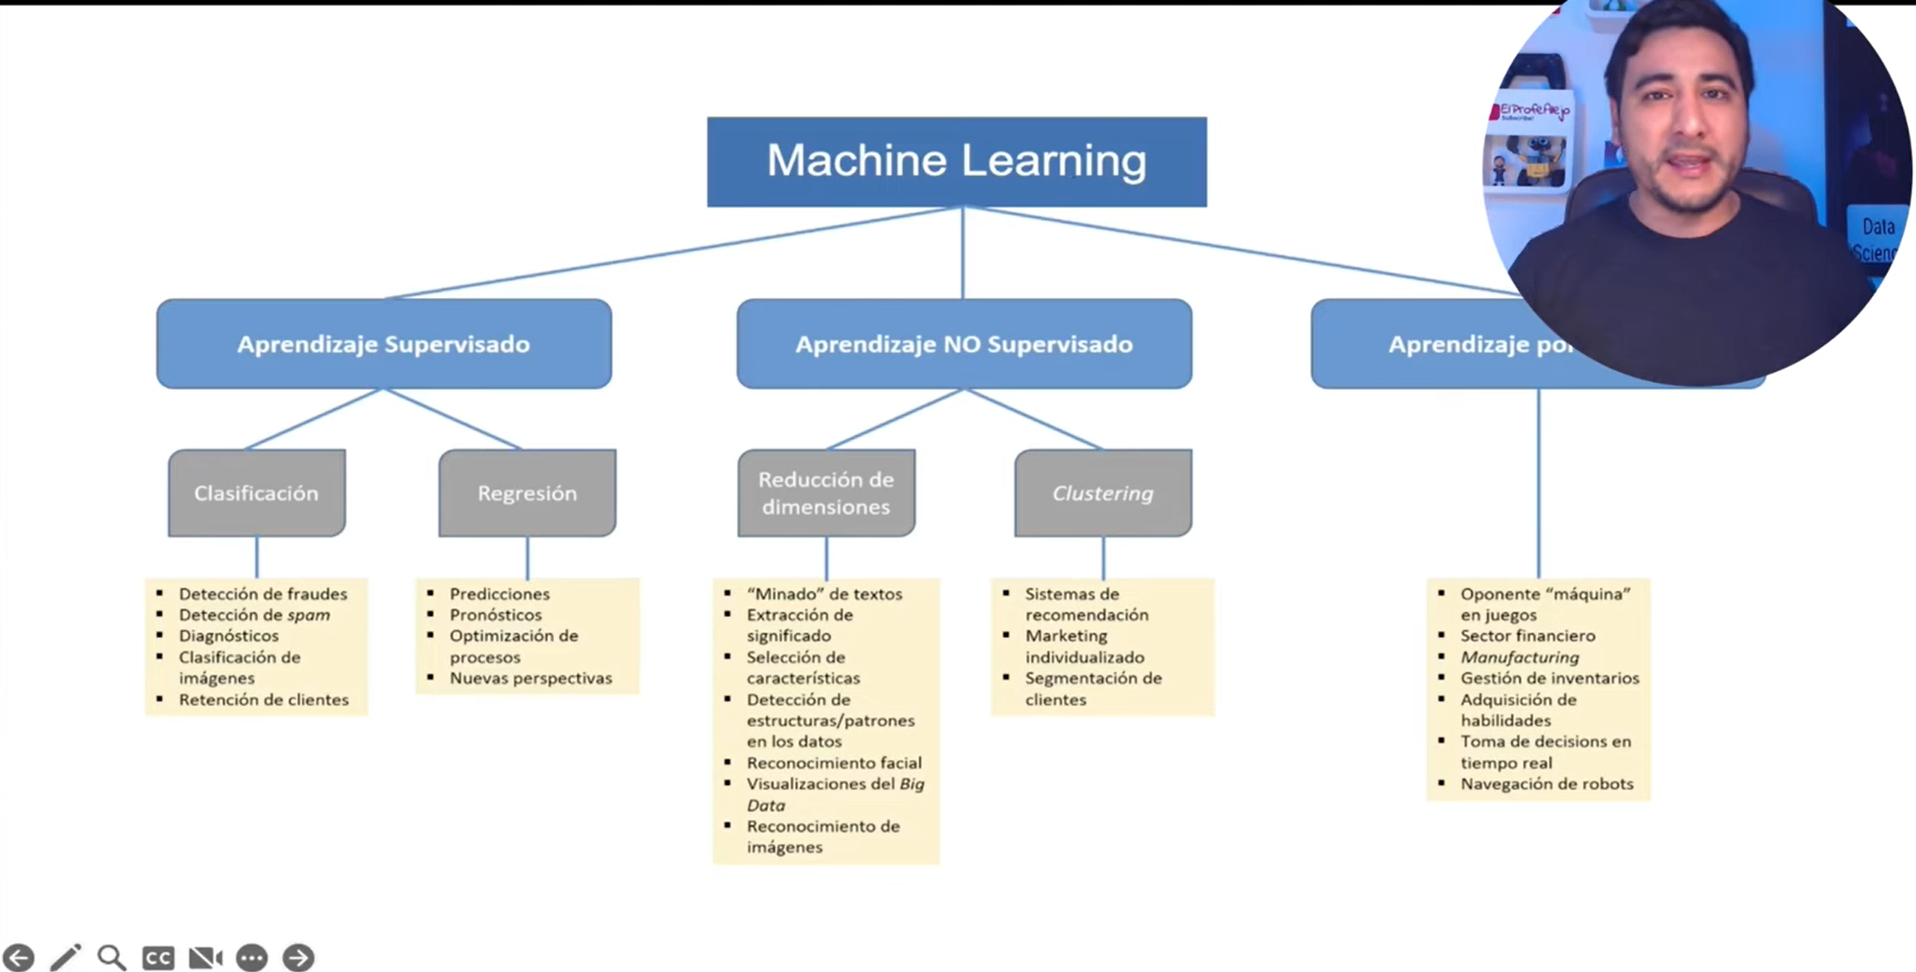 Machine Learning
ElProfeAlejo
Subscribe!
Data
Scienc
Aprendizaje Supervisado
Aprendizaje NO Supervisado
Aprendizaje por
Clasificación
Regresión
Reducción de
dimensiones
Clustering
▪ Detección de fraudes
▪ Detección de spam
▪ Diagnósticos
▪ Clasificación de
imágenes
▪ Retención de clientes
▪ Predicciones
▪ Pronósticos
▪ Optimización de
procesos
▪ Nuevas perspectivas
▪ “Minado” de textos
▪ Extracción de
significado
▪ Selección de
características
▪ Detección de
estructuras/patrones
en los datos
▪ Reconocimiento facial
▪ Visualizaciones del Big
Data
▪ Reconocimiento de
imágenes
▪ Sistemas de
recomendación
▪ Marketing
individualizado
▪ Segmentación de
clientes
▪ Oponente “máquina”
en juegos
▪ Sector financiero
▪ Manufacturing
▪ Gestión de inventarios
▪ Adquisición de
habilidades
▪ Toma de decisions en
tiempo real
▪ Navegación de robots
CC